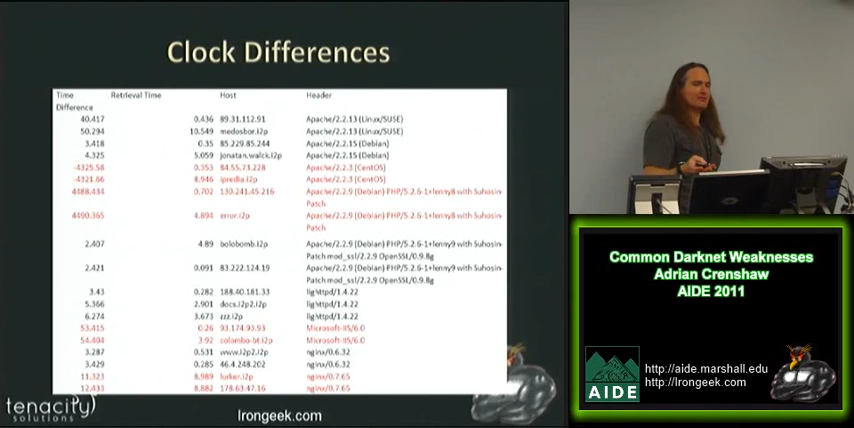 Clock Differences
Time Retrieval Time Host Header
Difference
40.417 0.436 89.31.112.91 Apache/2.2.13 (Linux/SUSE)
50.294 10.549 medosbor.i2p Apache/2.2.13 (Linux/SUSE)
3.418 0.35 85.229.85.244 Apache/2.2.15 (Debian)
4.325 5.059 jonatan.walck.i2p Apache/2.2.15 (Debian)
-4325.58 0.353 84.55.73.228 Apache/2.2.3 (CentOS)
-4321.66 8.946 ipredia.i2p Apache/2.2.3 (CentOS)
4488.434 0.702 130.241.45.216 Apache/2.2.9 (Debian) PHP/5.2.6-1+lenny8 with Suhosin-
Patch
4490.365 4.894 error.i2p Apache/2.2.9 (Debian) PHP/5.2.6-1+lenny8 with Suhosin-
Patch
2.407 4.89 bolobomb.i2p Apache/2.2.9 (Debian) PHP/5.2.6-1+lenny9 with Suhosin-
Patch mod_ssl/2.2.9 OpenSSL/0.9.8g
2.421 0.091 83.222.124.19 Apache/2.2.9 (Debian) PHP/5.2.6-1+lenny9 with Suhosin-
Patch mod_ssl/2.2.9 OpenSSL/0.9.8g
3.43 0.282 188.40.181.33 lighttpd/1.4.22
5.366 2.901 docs.i2p2.i2p lighttpd/1.4.22
6.274 3.673 zzz.i2p lighttpd/1.4.22
53.415 0.26 93.174.93.93 Microsoft-IIS/6.0
54.404 3.92 colombo-bt.i2p Microsoft-IIS/6.0
3.287 0.531 www.i2p2.i2p nginx/0.6.32
3.429 0.285 46.4.248.202 nginx/0.6.32
11.323 8.989 lurker.i2p nginx/0.7.65
12.433 8.882 178.63.47.16 nginx/0.7.65
tenacity
solutions
Irongeek.com
Common Darknet Weaknesses
Adrian Crenshaw
AIDE 2011
AIDE
http://aide.marshall.edu
http://Irongeek.com